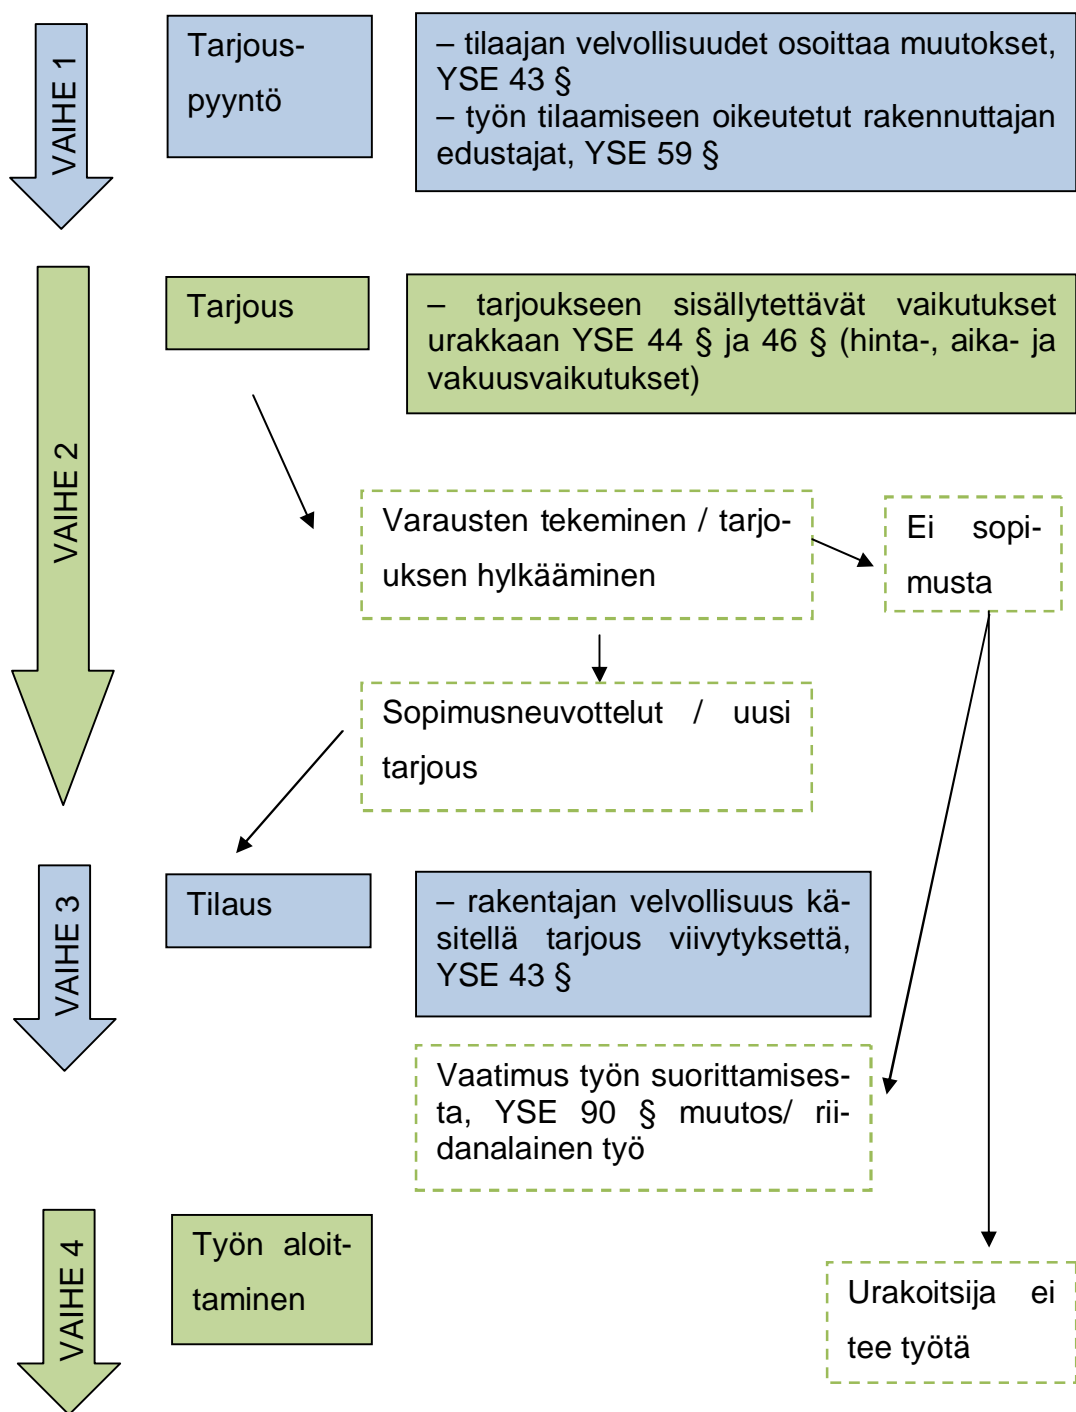 VAIHE 1
Tarjous-
pyyntö
– tilaajan velvollisuudet osoittaa muutokset,
YSE 43 §
– työn tilaamiseen oikeutetut rakennuttajan
edustajat, YSE 59 §
VAIHE 2
Tarjous
– tarjoukseen sisällytettävät vaikutukset
urakkaan YSE 44 § ja 46 § (hinta-, aika- ja
vakuusvaikutukset)
Varausten tekeminen / tarjo-
uksen hylkääminen
Ei sopi-
musta
Sopimusneuvottelut / uusi
tarjous
VAIHE 3
Tilaus
– rakentajan velvollisuus kä-
sitellä tarjous viivytyksettä,
YSE 43 §
Vaatimus työn suorittamises-
ta, YSE 90 § muutos/ rii-
danalainen työ
VAIHE 4
Työn aloit-
taminen
Urakoitsija ei
tee työtä